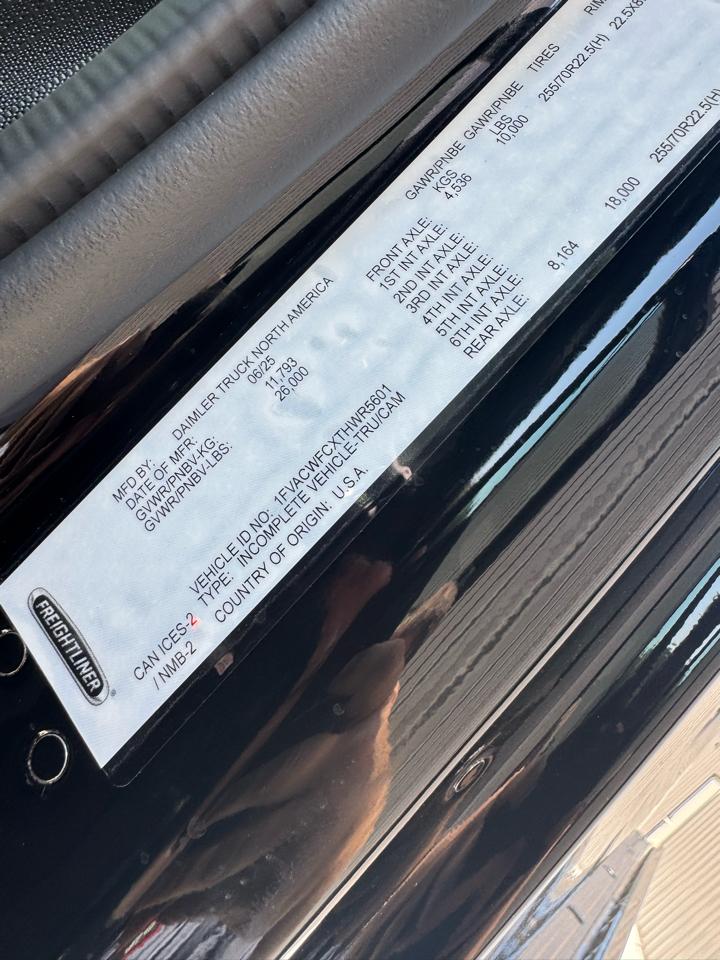 FREIGHTLINER
MFD BY: DAIMLER TRUCK NORTH AMERICA
DATE OF MFR: 06/25
GVWR/PNBV-KG: 11,793
GVWR/PNBV-LBS: 26,000
GAWR/PNBE GAWR/PNBE TIRES
KGS LBS
FRONT AXLE: 4,536 10,000 255/70R22.5(H)
1ST INT AXLE:
2ND INT AXLE:
3RD INT AXLE:
4TH INT AXLE:
5TH INT AXLE:
6TH INT AXLE:
REAR AXLE: 8,164 18,000 255/70R22.5(H)
CAN ICES-2
/ NMB-2
VEHICLE ID NO: 1FVACWFCXTHWR5601
TYPE: INCOMPLETE VEHICLE-TRU/CAM
COUNTRY OF ORIGIN: U.S.A.